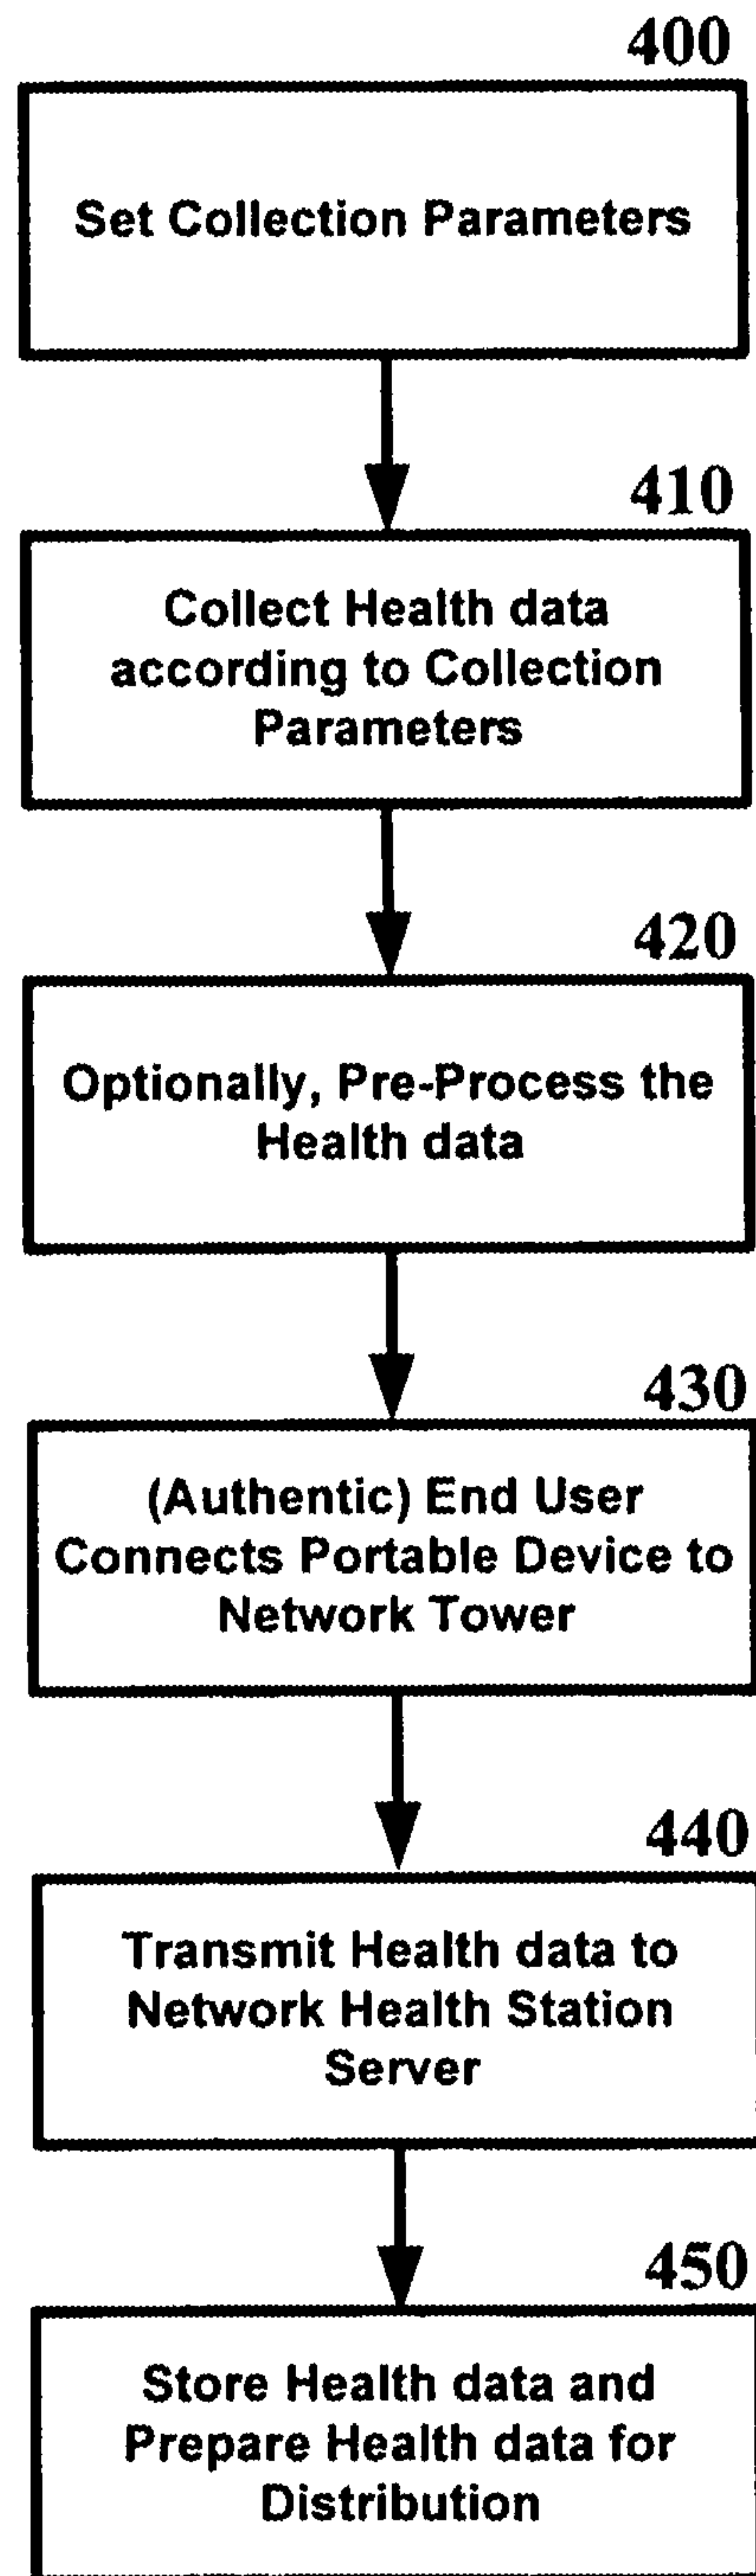 400
Set Collection Parameters
410
Collect Health data
according to Collection
Parameters
420
Optionally, Pre-Process the
Health data
430
(Authentic) End User
Connects Portable Device to
Network Tower
440
Transmit Health data to
Network Health Station
Server
450
Store Health data and
Prepare Health data for
Distribution